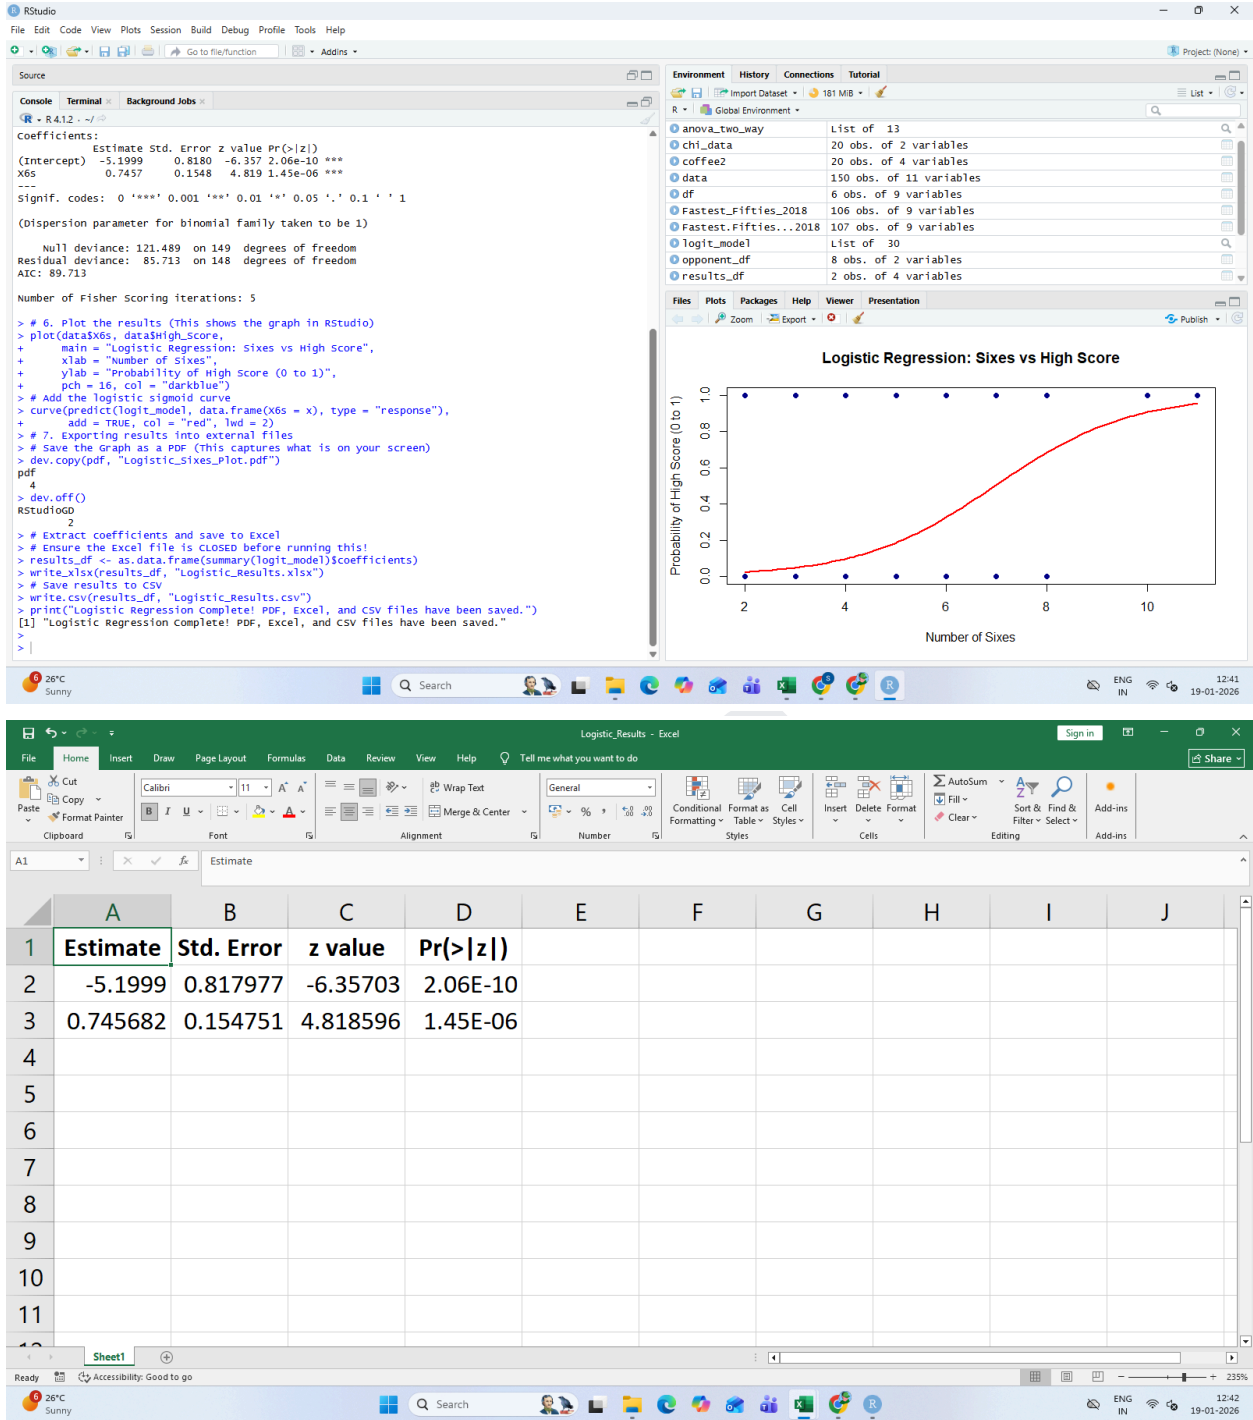 RStudio
File Edit Code View Plots Session Build Debug Profile Tools Help
Go to file/function
Addins
Project: (None)
Source
Console Terminal Background Jobs
R 4.1.2 · ~/
Coefficients:
Estimate Std. Error z value Pr(>|z|)
(Intercept) -5.1999 0.8180 -6.357 2.06e-10 ***
X6s 0.7457 0.1548 4.819 1.45e-06 ***
---
Signif. codes: 0 ‘***’ 0.001 ‘**’ 0.01 ‘*’ 0.05 ‘.’ 0.1 ‘ ’ 1
(Dispersion parameter for binomial family taken to be 1)
Null deviance: 121.489 on 149 degrees of freedom
Residual deviance: 85.713 on 148 degrees of freedom
AIC: 89.713
Number of Fisher Scoring iterations: 5
> # 6. Plot the results (This shows the graph in RStudio)
> plot(data$X6s, data$High_Score,
+ main = "Logistic Regression: Sixes vs High Score",
+ xlab = "Number of Sixes",
+ ylab = "Probability of High Score (0 to 1)",
+ pch = 16, col = "darkblue")
> # Add the logistic sigmoid curve
> curve(predict(logit_model, data.frame(X6s = x), type = "response"),
+ add = TRUE, col = "red", lwd = 2)
> # 7. Exporting results into external files
> # Save the Graph as a PDF (This captures what is on your screen)
> dev.copy(pdf, "Logistic_Sixes_Plot.pdf")
pdf
4
> dev.off()
RStudioGD
2
> # Extract coefficients and save to Excel
> # Ensure the Excel file is CLOSED before running this!
> results_df <- as.data.frame(summary(logit_model)$coefficients)
> write_xlsx(results_df, "Logistic_Results.xlsx")
> # Save results to CSV
> write.csv(results_df, "Logistic_Results.csv")
> print("Logistic Regression Complete! PDF, Excel, and CSV files have been saved.")
[1] "Logistic Regression Complete! PDF, Excel, and CSV files have been saved."
>
>
Environment History Connections Tutorial
Import Dataset 181 MiB List
R Global Environment
anova_two_way List of 13
chi_data 20 obs. of 2 variables
coffee2 20 obs. of 4 variables
data 150 obs. of 11 variables
df 6 obs. of 9 variables
Fastest_Fifties_2018 106 obs. of 9 variables
Fastest.Fifties...2018 107 obs. of 9 variables
logit_model List of 30
opponent_df 8 obs. of 2 variables
results_df 2 obs. of 4 variables
Files Plots Packages Help Viewer Presentation
Zoom Export Publish
Logistic Regression: Sixes vs High Score
Probability of High Score (0 to 1)
1.0
0.8
0.6
0.4
0.2
0.0
2 4 6 8 10
Number of Sixes
6 26°C
Sunny
Search
ENG
IN
12:41
19-01-2026
Logistic_Results - Excel
Sign in
File Home Insert Draw Page Layout Formulas Data Review View Help Tell me what you want to do
Share
Paste
Cut
Copy
Format Painter
Clipboard
Calibri 11
B I U
Font
Wrap Text
Merge & Center
Alignment
General
Number
Conditional Formatting
Format as Table
Cell Styles
Styles
Insert Delete Format
Cells
AutoSum
Fill
Clear
Sort & Filter
Find & Select
Editing
Add-ins
Add-ins
A1
fx
Estimate
A B C D E F G H I J
1 Estimate Std. Error z value Pr(>|z|)
2 -5.1999 0.817977 -6.35703 2.06E-10
3 0.745682 0.154751 4.818596 1.45E-06
4
5
6
7
8
9
10
11
12
Sheet1
Ready Accessibility: Good to go
235%
6 26°C
Sunny
Search
ENG
IN
12:42
19-01-2026